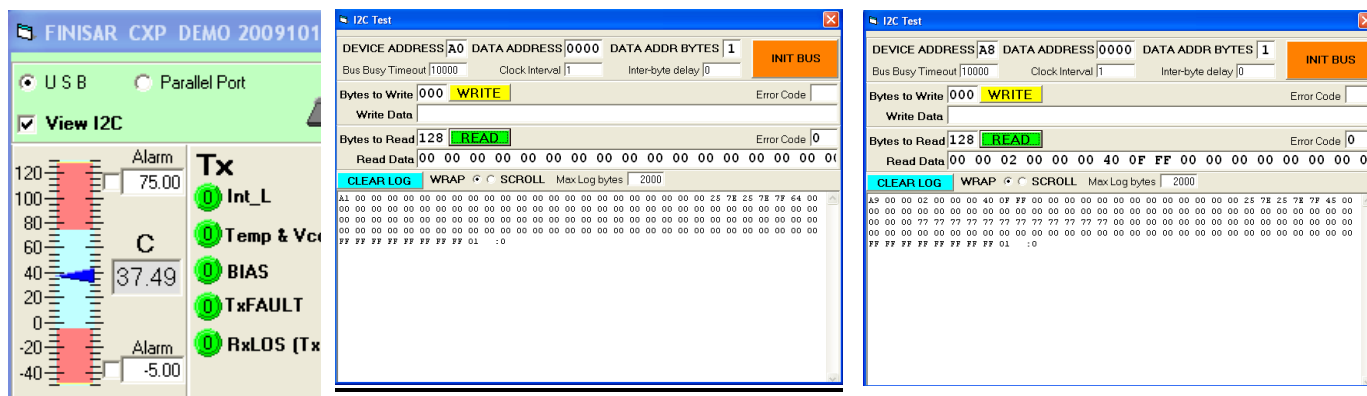 FINISAR CXP DEMO 2009101
USB
Parallel Port
View I2C
120
100
80
60
40
20
0
-20
-40
Alarm
75.00
C
37.49
Alarm
-5.00
Tx
0 Int_L
0 Temp & Vcc
0 BIAS
0 TxFAULT
0 RxLOS (Tx
I2C Test
DEVICE ADDRESS A0 DATA ADDRESS 0000 DATA ADDR BYTES 1
INIT BUS
Bus Busy Timeout 10000 Clock Interval 1 Inter-byte delay 0
Bytes to Write 000 WRITE Error Code
Write Data
Bytes to Read 128 READ Error Code 0
Read Data 00 00 00 00 00 00 00 00 00 00 00 00 00 00 00 00
CLEAR LOG WRAP SCROLL Max Log bytes 2000
A1 00 00 00 00 00 00 00 00 00 00 00 00 00 00 00 00 00 00 00 00 00 00 25 7E 25 7E 7F 64 00
00 00 00 00 00 00 00 00 00 00 00 00 00 00 00 00 00 00 00 00 00 00 00 00 00 00 00 00 00 00
00 00 00 00 00 00 00 00 00 00 00 00 00 00 00 00 00 00 00 00 00 00 00 00 00 00 00 00 00 00
00 00 00 00 00 00 00 00 00 00 00 00 00 00 00 00 00 00 00 00 00 00 00 00 00 00 00 00 00 00
FF FF FF FF FF FF FF FF 01 :0
I2C Test
DEVICE ADDRESS A8 DATA ADDRESS 0000 DATA ADDR BYTES 1
INIT BUS
Bus Busy Timeout 10000 Clock Interval 1 Inter-byte delay 0
Bytes to Write 000 WRITE Error Code
Write Data
Bytes to Read 128 READ Error Code 0
Read Data 00 00 02 00 00 00 40 0F FF 00 00 00 00 00 00 00
CLEAR LOG WRAP SCROLL Max Log bytes 2000
A9 00 00 02 00 00 00 40 0F FF 00 00 00 00 00 00 00 00 00 00 00 00 00 25 7E 25 7E 7F 45 00
00 00 00 00 00 00 00 00 00 00 00 00 00 00 00 00 00 00 00 00 00 00 00 00 00 00 00 00 00 00
00 00 00 77 77 77 77 77 77 77 77 77 77 77 77 77 77 77 77 77 77 77 77 77 77 77 77 00 00 00
00 00 00 00 00 00 00 00 00 00 00 00 00 00 00 00 00 00 00 00 00 00 00 00 00 00 00 00 00 00
FF FF FF FF FF FF FF FF 01 :0